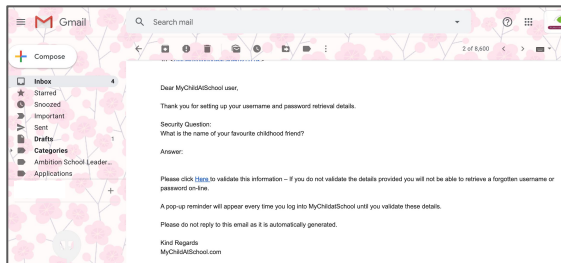 Gmail
Search mail
Compose
2 of 8,600
Inbox 4
Starred
Snoozed
Important
Sent
Drafts 1
Categories
Ambition School Leader...
Applications
Dear MyChildAtSchool user,
Thank you for setting up your username and password retrieval details.
Security Question:
What is the name of your favourite childhood friend?
Answer:
Please click Here to validate this information – If you do not validate the details provided you will not be able to retrieve a forgotten username or
password on-line.
A pop-up reminder will appear every time you log into MyChildatSchool until you validate these details.
Please do not reply to this email as it is automatically generated.
Kind Regards
MyChildAtSchool.com